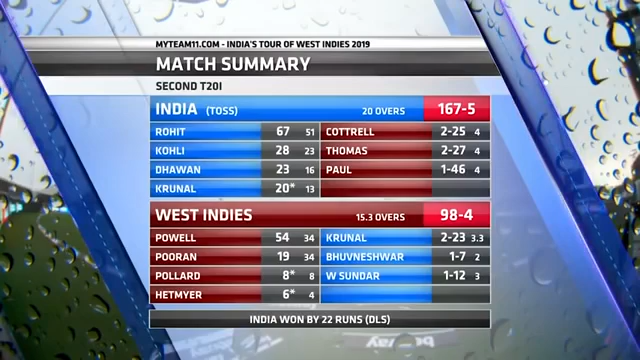 MYTEAM11.COM - INDIA'S TOUR OF WEST INDIES 2019
MATCH SUMMARY
SECOND T20I
INDIA (TOSS) 20 OVERS 167-5
ROHIT 67 51 COTTRELL 2-25 4
KOHLI 28 23 THOMAS 2-27 4
DHAWAN 23 16 PAUL 1-46 4
KRUNAL 20* 13
WEST INDIES 15.3 OVERS 98-4
POWELL 54 34 KRUNAL 2-23 3.3
POORAN 19 34 BHUVNESHWAR 1-7 2
POLLARD 8* 8 W SUNDAR 1-12 3
HETMYER 6* 4
INDIA WON BY 22 RUNS (DLS)